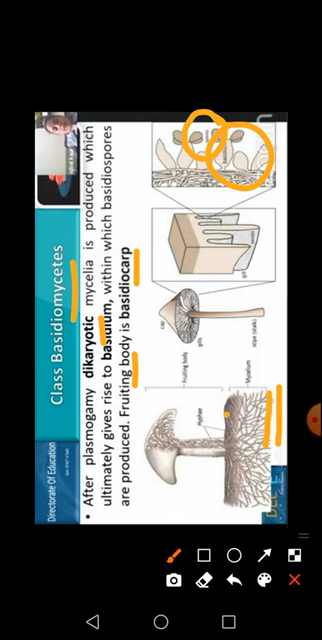 Directorate Of Education
Class Basidiomycetes
• After plasmogamy dikaryotic mycelia is produced which
ultimately gives rise to basidium, within which basidiospores
are produced. Fruiting body is basidiocarp
Hyphae
Fruiting body
Mycelium
cap
gills
stipe (stalk)
gill